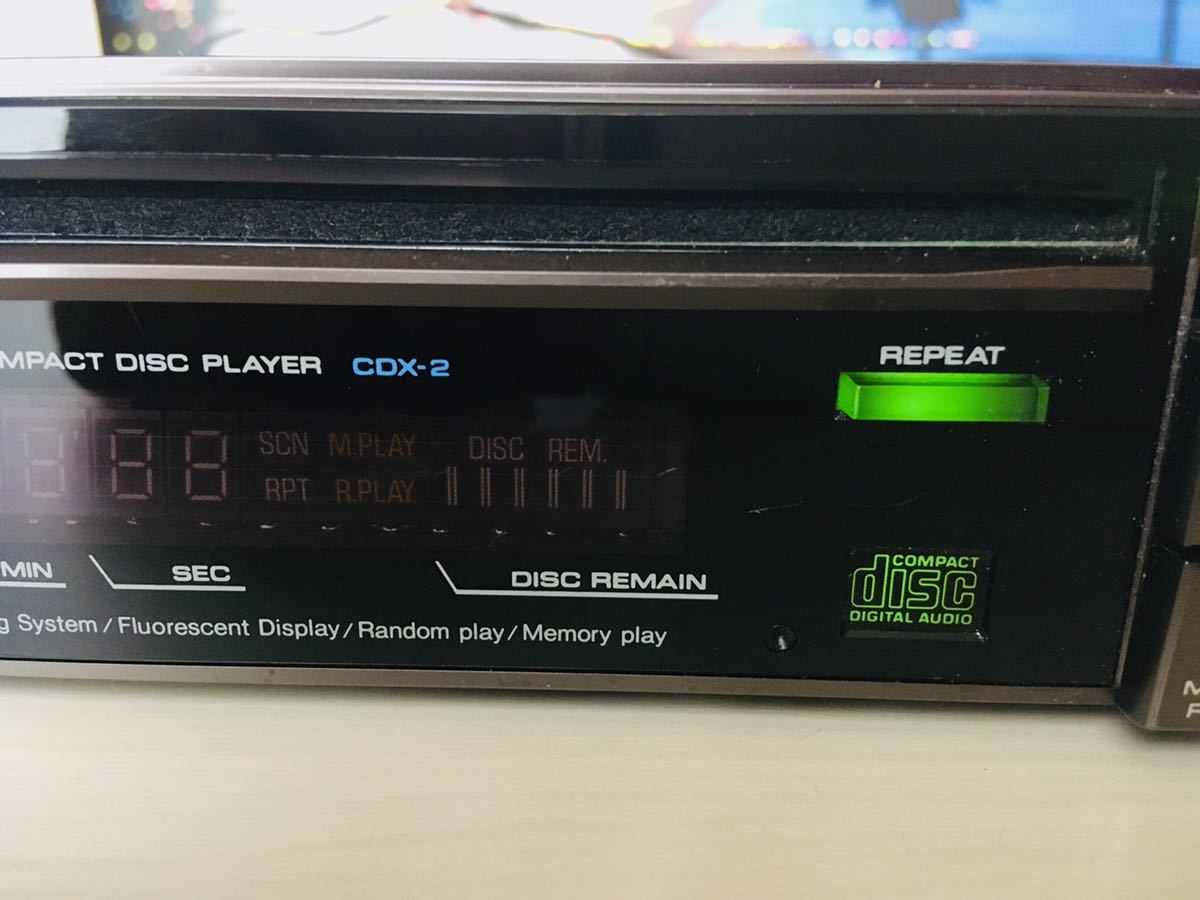 MPACT DISC PLAYER CDX-2
REPEAT
SCN M.PLAY DISC REM.
RPT R.PLAY
MIN SEC DISC REMAIN
COMPACT
disc
DIGITAL AUDIO
g System/Fluorescent Display/Random play/Memory play